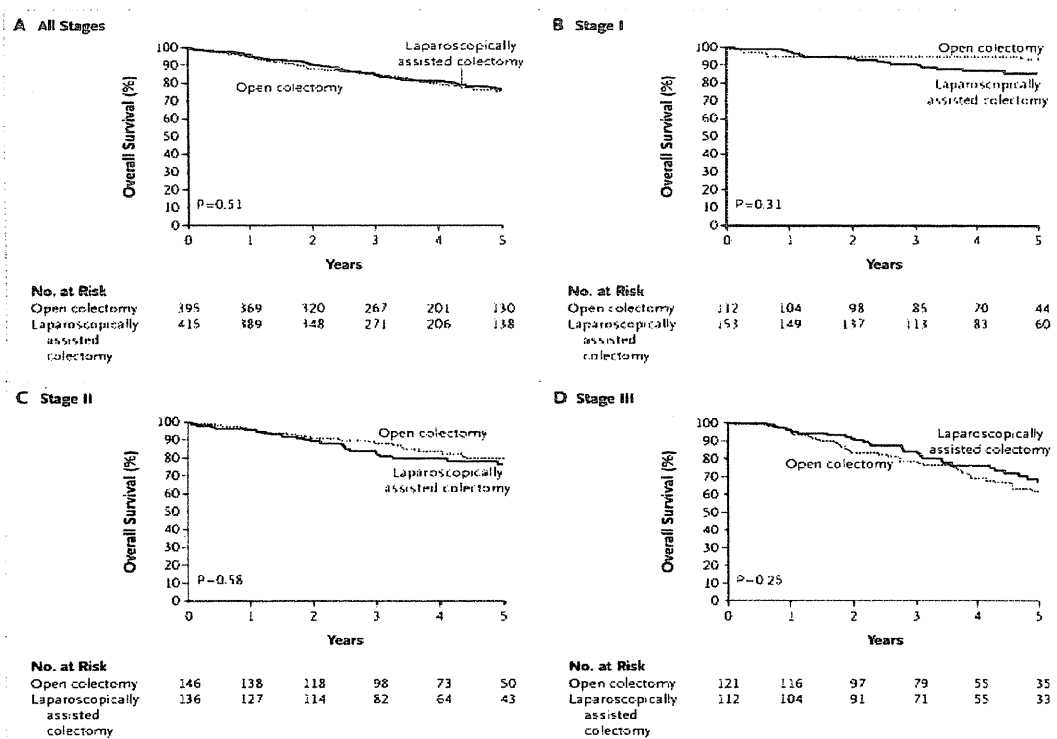 A All Stages
100
90
80
70
60
50
40
30
20
10
0
Overall Survival (%)
Laparoscopically
assisted colectomy
Open colectomy
P=0.51
0 1 2 3 4 5
Years
No. at Risk
Open colectomy 395 369 320 267 201 130
Laparoscopically 415 389 348 271 206 138
assisted
colectomy
B Stage I
100
90
80
70
60
50
40
30
20
10
0
Overall Survival (%)
Open colectomy
Laparoscopically
assisted colectomy
P=0.31
0 1 2 3 4 5
Years
No. at Risk
Open colectomy 112 104 98 85 70 44
Laparoscopically 153 149 137 113 83 60
assisted
colectomy
C Stage II
100
90
80
70
60
50
40
30
20
10
0
Overall Survival (%)
Open colectomy
Laparoscopically
assisted colectomy
P=0.58
0 1 2 3 4 5
Years
No. at Risk
Open colectomy 146 138 118 98 73 50
Laparoscopically 136 127 114 82 64 43
assisted
colectomy
D Stage III
100
90
80
70
60
50
40
30
20
10
0
Overall Survival (%)
Laparoscopically
assisted colectomy
Open colectomy
P=0.25
0 1 2 3 4 5
Years
No. at Risk
Open colectomy 121 116 97 79 55 35
Laparoscopically 112 104 91 71 55 33
assisted
colectomy